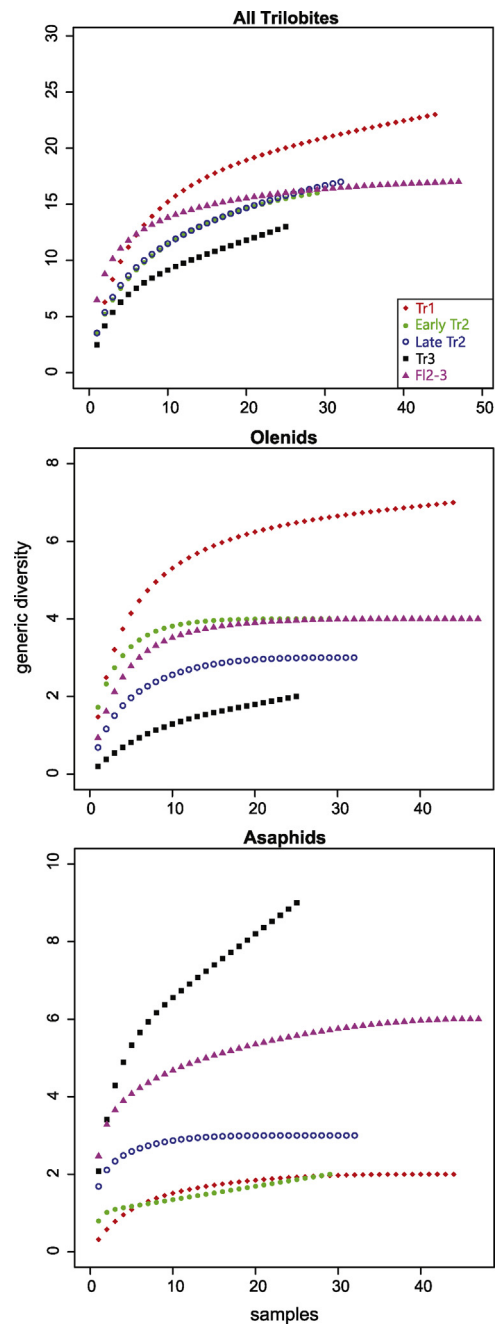 All Trilobites
30
25
20
15
10
5
0
Tr1
Early Tr2
Late Tr2
Tr3
Fl2-3
0 10 20 30 40 50
Olenids
8
6
4
2
0
generic diversity
0 10 20 30 40
Asaphids
10
8
6
4
2
0
0 10 20 30 40
samples